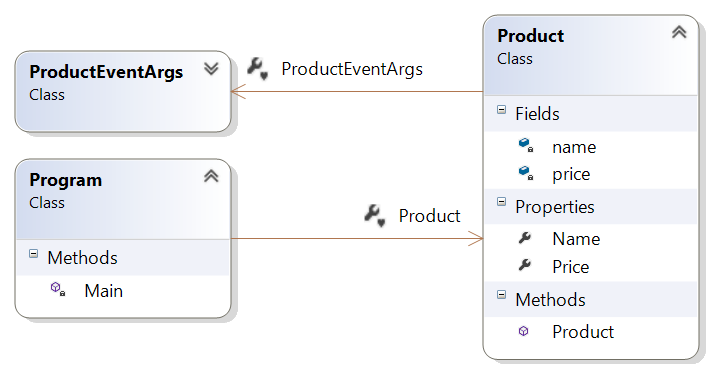 ProductEventArgs
Class
ProductEventArgs
Product
Class
Fields
name
price
Properties
Name
Price
Methods
Product
Program
Class
Methods
Main
Product